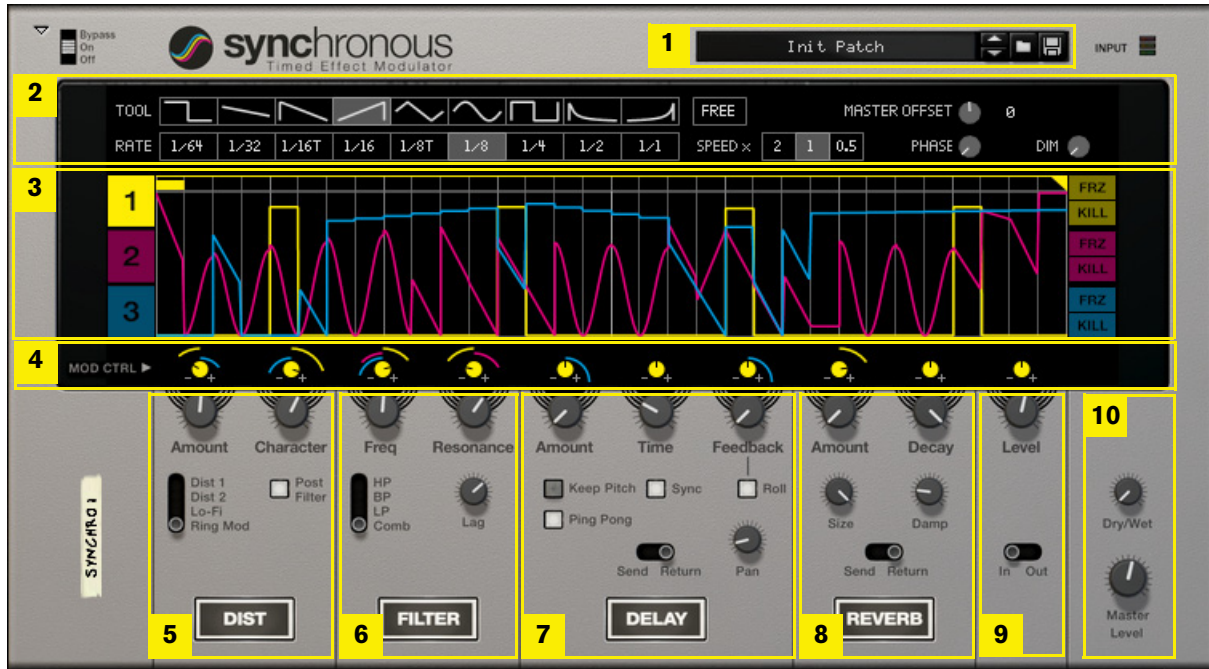 Bypass
On
Off
synchronous
Timed Effect Modulator
1
Init Patch
INPUT
2
TOOL
FREE
MASTER OFFSET
0
RATE
1/64
1/32
1/16T
1/16
1/8T
1/8
1/4
1/2
1/1
SPEED ×
2
1
0.5
PHASE
DIM
3
1
2
3
FRZ
KILL
FRZ
KILL
FRZ
KILL
4
MOD CTRL
- +
- +
- +
- +
- +
- +
- +
- +
- +
- +
Amount
Character
Freq
Resonance
Amount
Time
Feedback
Amount
Decay
Level
10
Dist 1
Dist 2
Lo-Fi
Ring Mod
Post
Filter
HP
BP
LP
Comb
Lag
Keep Pitch
Sync
Roll
Ping Pong
Send Return
Pan
Size
Damp
Send Return
In Out
Dry/Wet
Master
Level
SYNCHRO1
5
DIST
6
FILTER
7
DELAY
8
REVERB
9